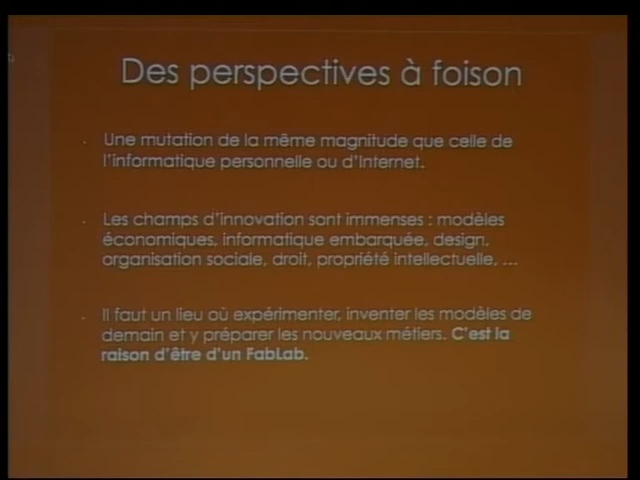 Des perspectives à foison
Une mutation de la même magnitude que celle de
l'informatique personnelle ou d'Internet.
Les champs d'innovation sont immenses : modèles
économiques, informatique embarquée, design,
organisation sociale, droit, propriété intellectuelle, ...
Il faut un lieu où expérimenter, inventer les modèles de
demain et y préparer les nouveaux métiers. C'est la
raison d'être d'un FabLab.